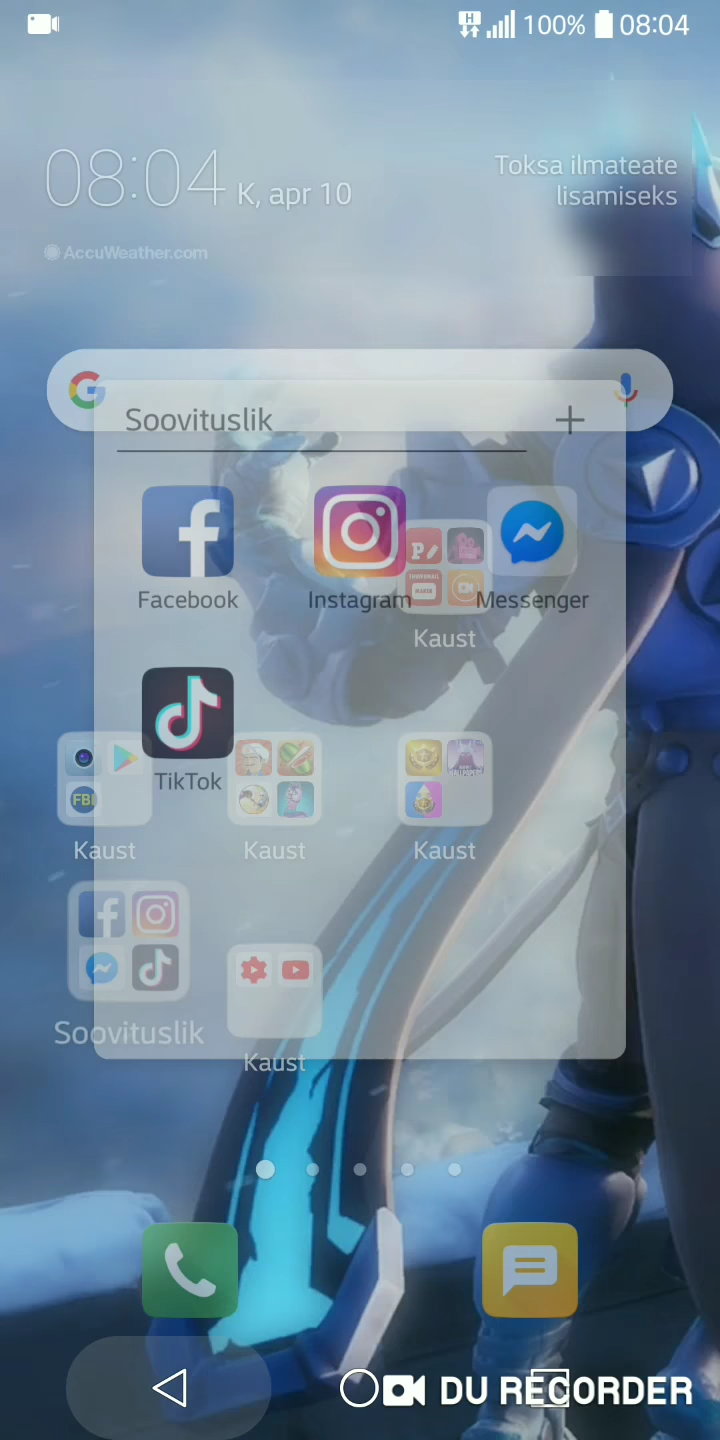 100% 08:04
08:04 K, apr 10
Toksa ilmateate
lisamiseks
AccuWeather.com
Soovituslik
Facebook
Instagram
Messenger
Kaust
TikTok
FBI
Kaust
Kaust
Kaust
Soovituslik
Kaust
DU RECORDER